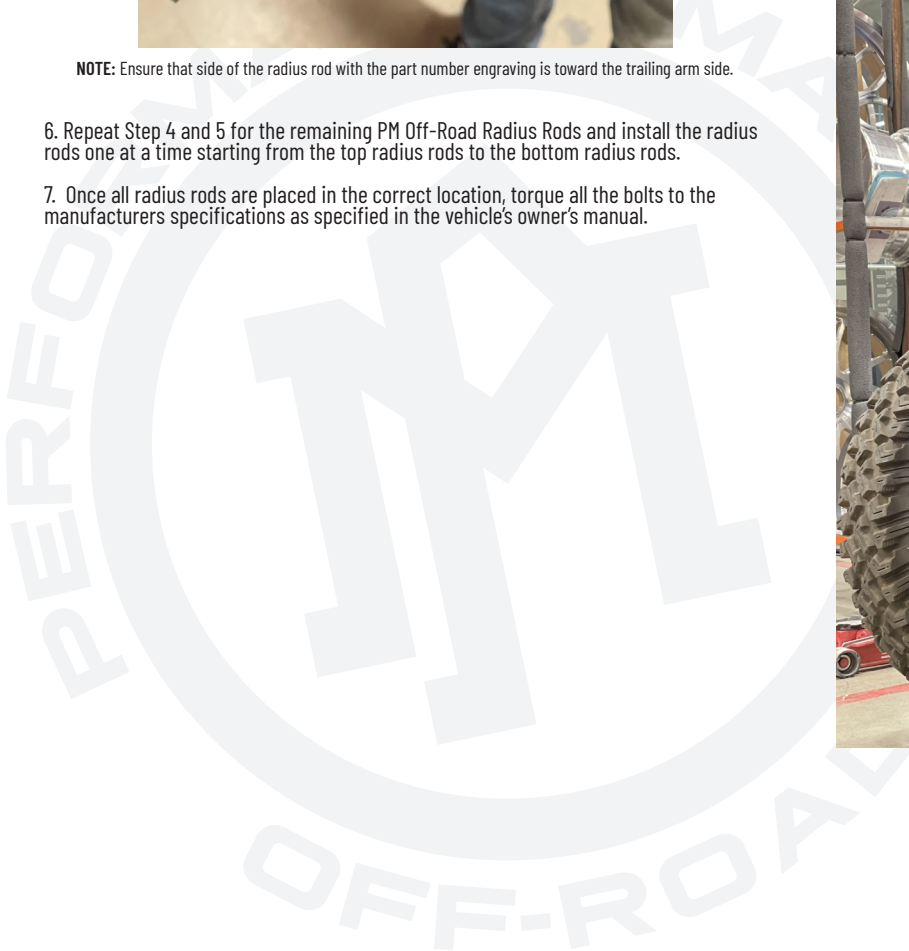 NOTE: Ensure that side of the radius rod with the part number engraving is toward the trailing arm side.
6. Repeat Step 4 and 5 for the remaining PM Off-Road Radius Rods and install the radius
rods one at a time starting from the top radius rods to the bottom radius rods.
7.  Once all radius rods are placed in the correct location, torque all the bolts to the
manufacturers specifications as specified in the vehicle’s owner’s manual.
PERFORMA
OFF-ROAD